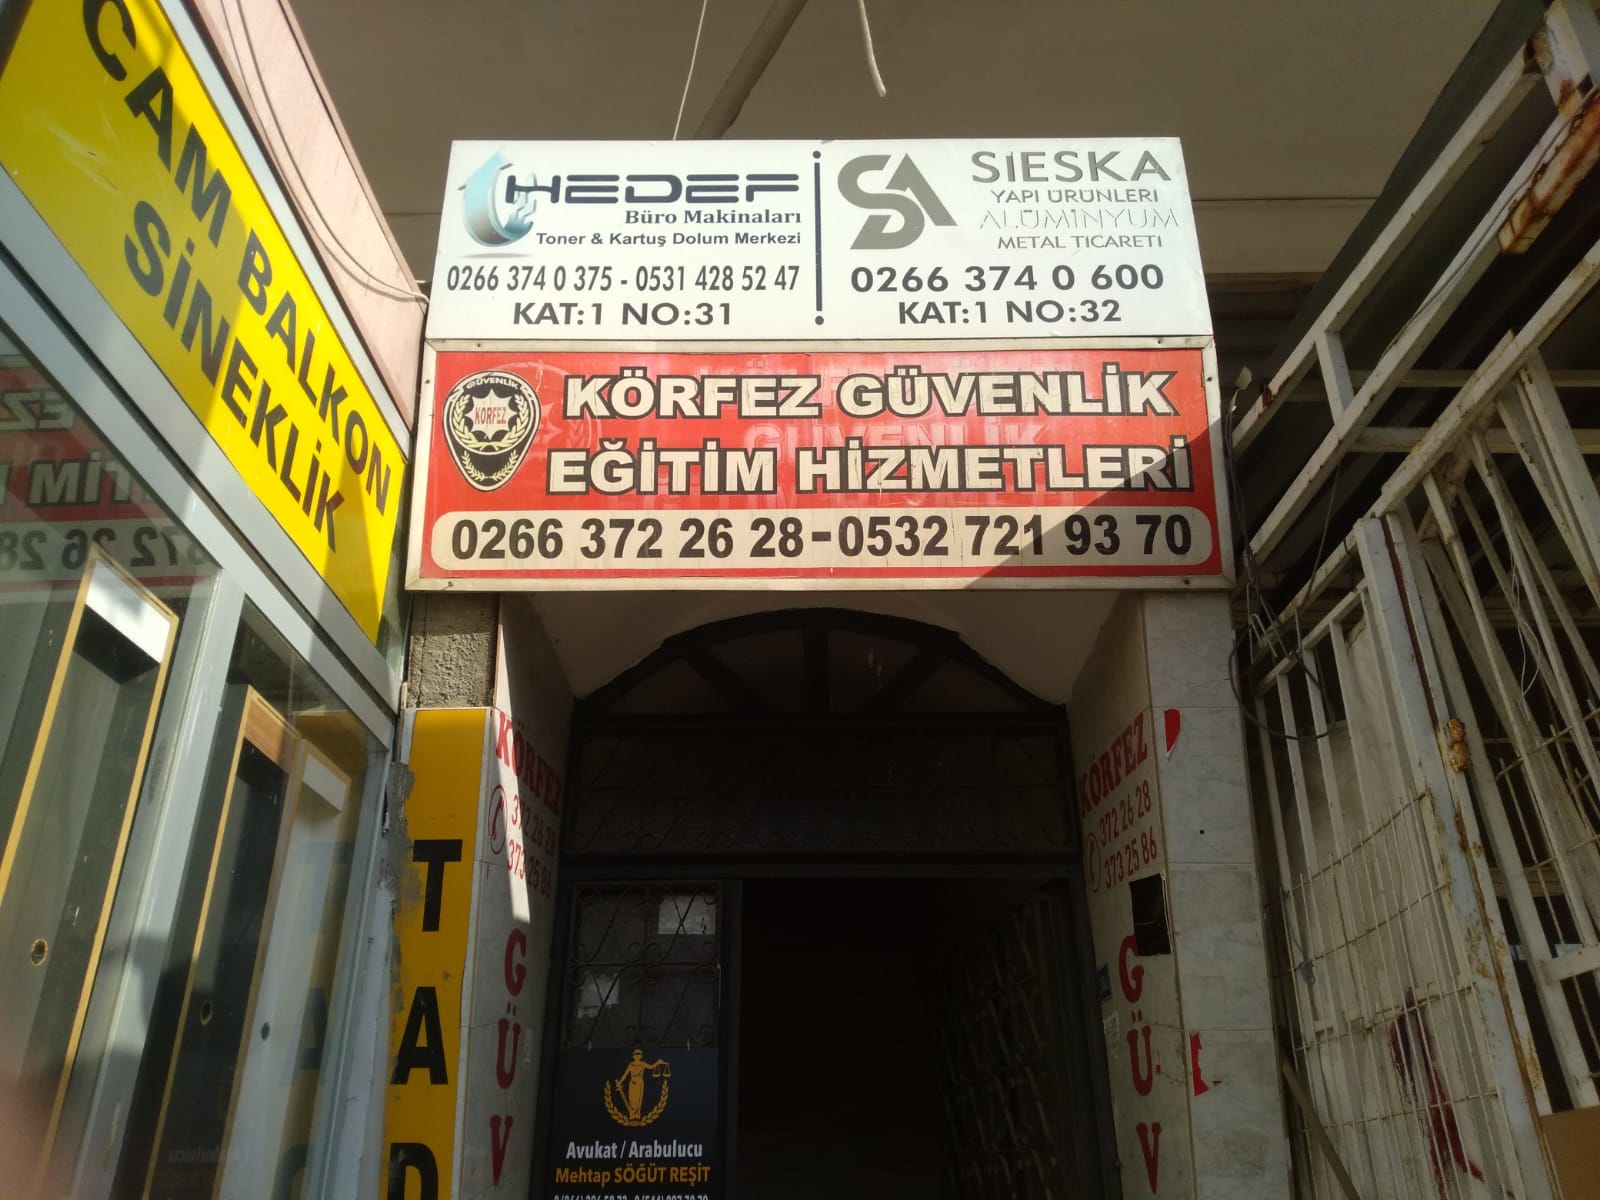 CAM BALKON
SİNEKLİK
HEDEF
Büro Makinaları
Toner & Kartuş Dolum Merkezi
0266 374 0 375 - 0531 428 52 47
KAT:1 NO:31
SA
SİESKA
YAPI ÜRÜNLERİ
ALÜMİNYUM
METAL TİCARETİ
0266 374 0 600
KAT:1 NO:32
GÜVENLİK
KÖRFEZ
KÖRFEZ GÜVENLİK
EĞİTİM HİZMETLERİ
0266 372 26 28-0532 721 93 70
KÖRFEZ
372 26 28
373 25 86
GÜV
KÖRFEZ
372 26 28
373 25 86
GÜV
TAD
Avukat / Arabulucu
Mehtap SÖĞÜT REŞİT